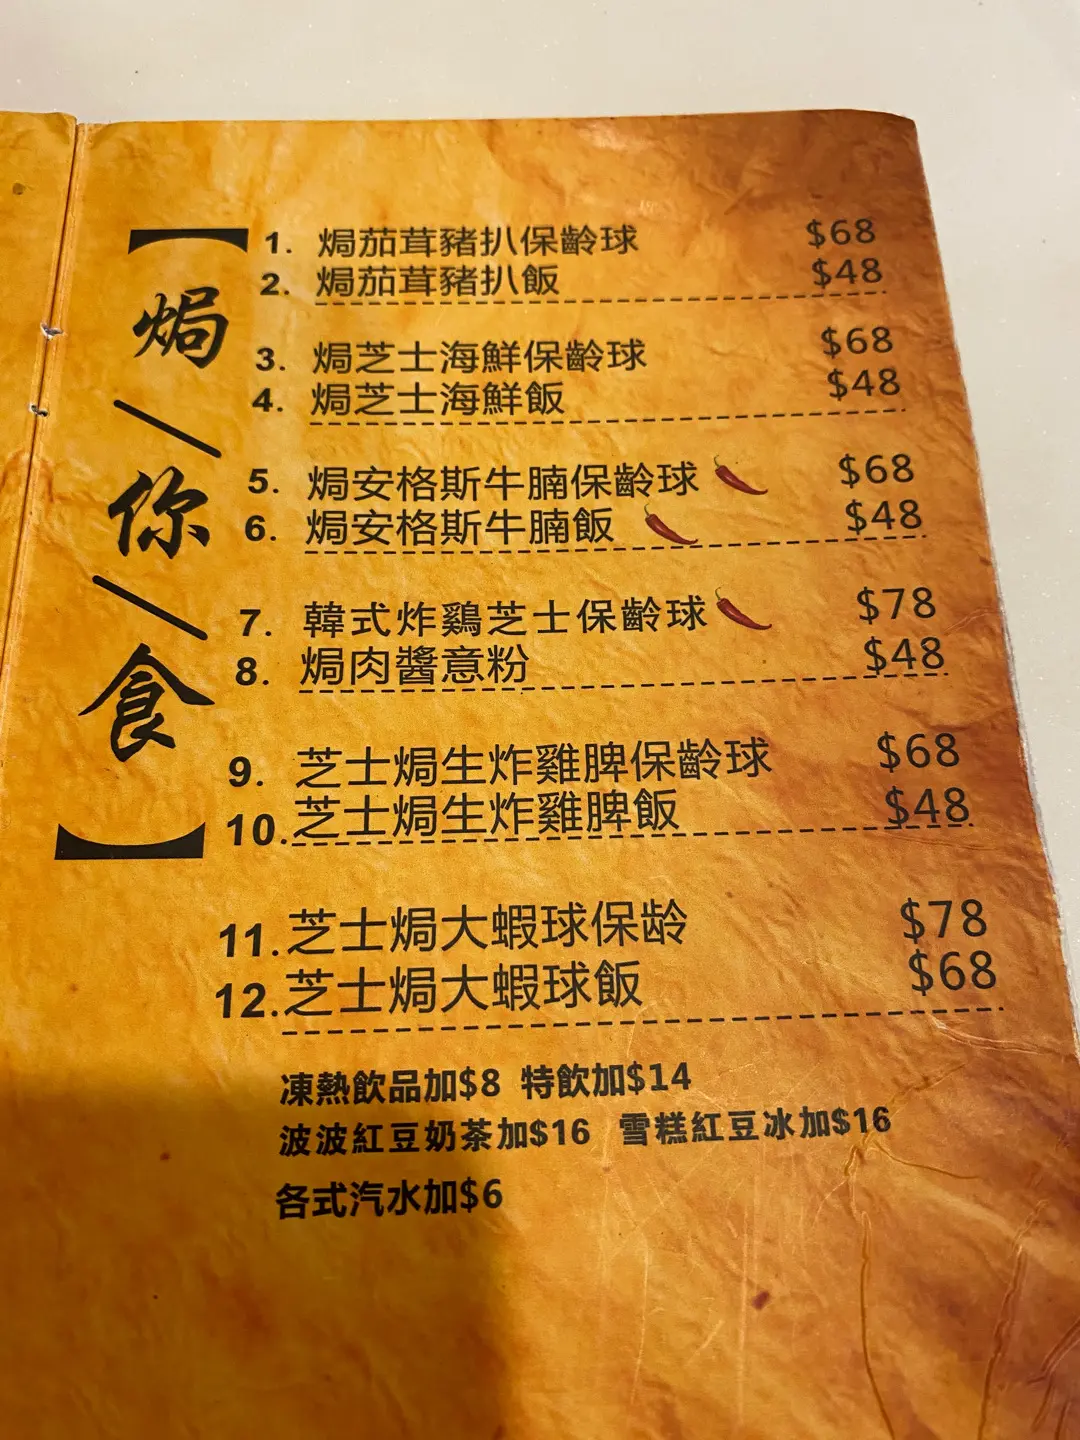 【焗/你/食】
1. 焗茄茸豬扒保齡球 $68
2. 焗茄茸豬扒飯 $48
3. 焗芝士海鮮保齡球 $68
4. 焗芝士海鮮飯 $48
5. 焗安格斯牛腩保齡球 $68
6. 焗安格斯牛腩飯 $48
7. 韓式炸鷄芝士保齡球 $78
8. 焗肉醬意粉 $48
9. 芝士焗生炸雞脾保齡球 $68
10. 芝士焗生炸雞脾飯 $48
11. 芝士焗大蝦球保龄 $78
12. 芝士焗大蝦球飯 $68
凍熱飲品加$8 特飲加$14
波波紅豆奶茶加$16 雪糕紅豆冰加$16
各式汽水加$6